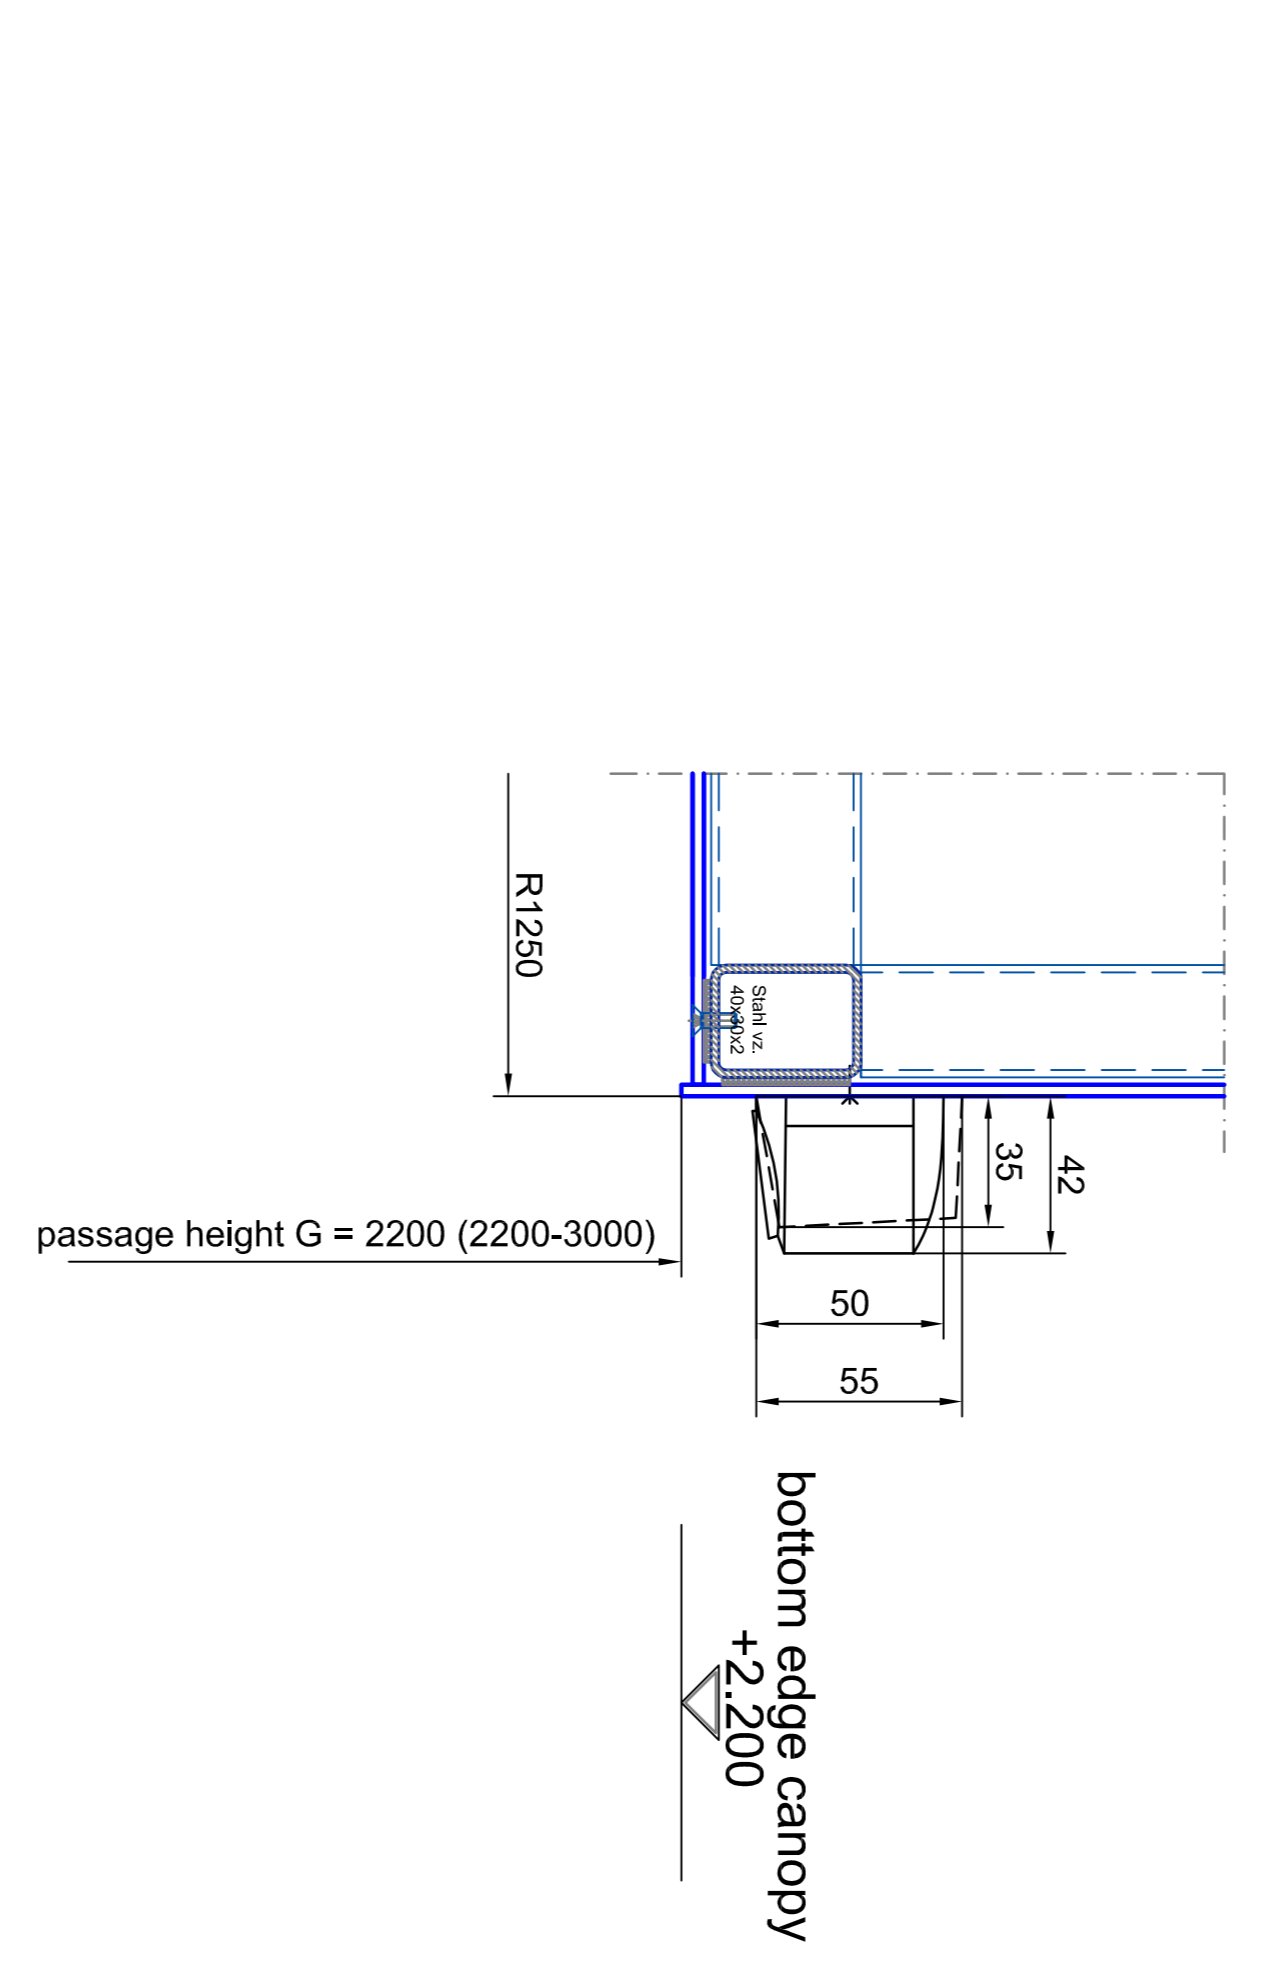 R1250
Stahl vz.
40x30x2
35
42
passage height G = 2200 (2200-3000)
50
55
bottom edge canopy
+2.200